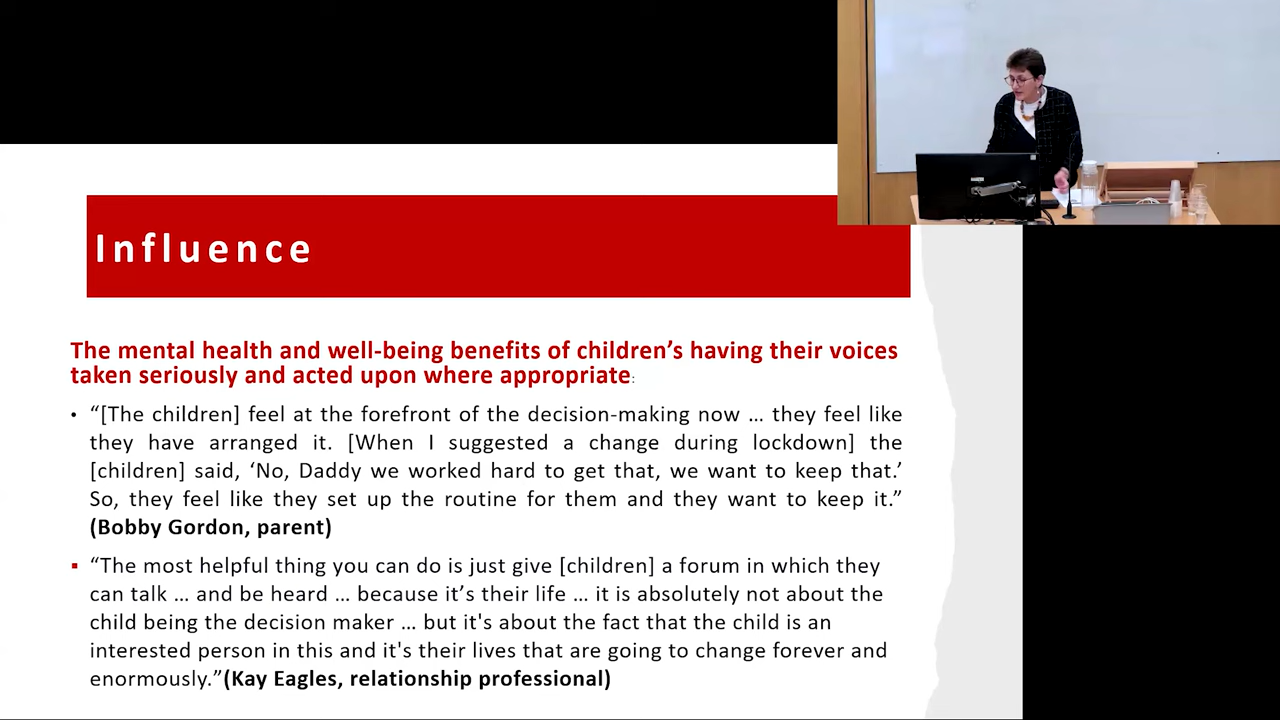 Influence
The mental health and well-being benefits of children's having their voices
taken seriously and acted upon where appropriate:
• “[The children] feel at the forefront of the decision-making now … they feel like
they have arranged it. [When I suggested a change during lockdown] the
[children] said, ‘No, Daddy we worked hard to get that, we want to keep that.’
So, they feel like they set up the routine for them and they want to keep it.”
(Bobby Gordon, parent)
▪ “The most helpful thing you can do is just give [children] a forum in which they
can talk … and be heard … because it’s their life … it is absolutely not about the
child being the decision maker … but it's about the fact that the child is an
interested person in this and it's their lives that are going to change forever and
enormously.”(Kay Eagles, relationship professional)